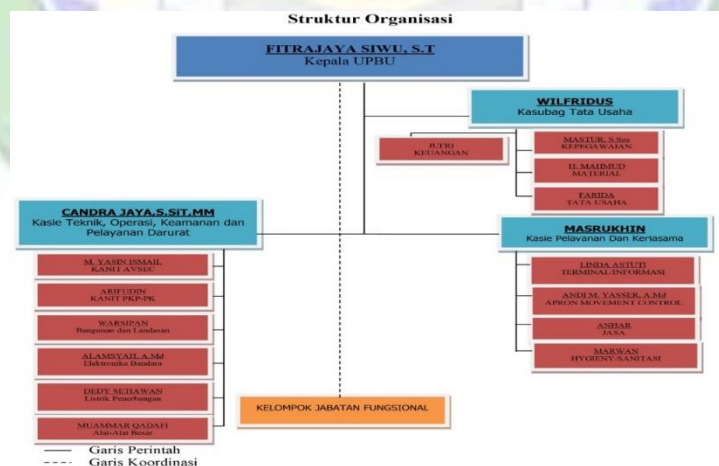 Struktur Organisasi
FITRAJAYA SIWU, S.T
Kepala UPBU
WILFRIDUS
Kasubag Tata Usaha
JUFRI
KEUANGAN
MASTUR, S.Sos
KEPEGAWAIAN
H. MAHMUD
MATERIAL
FARIDA
TATA USAHA
CANDRA JAYA,S,SiT,MM
Kasie Teknik, Operasi, Keamanan dan
Pelayanan Darurat
M. YASIN ISMAIL
KANIT AVSEC
ARIFUDIN
KANIT PKP-PK
WARSIPAN
Bangunan dan Landasan
ALAMSYAH, A.Md
Elektronika Bandara
DEDY SETIAWAN
Listrik Penerbangan
MUAMMAR QADAFI
Alat-Alat Besar
MASRUKHIN
Kasie Pelayanan Dan Kerjasama
LINDA ASTUTI
TERMINAL/INFORMASI
ANDI M. YASSER, A.Md
APRON MOVEMENT CONTROL
ANHAR
JASA
MARWAN
HYGIENY-SANITASI
KELOMPOK JABATAN FUNGSIONAL
Garis Perintah
Garis Koordinasi